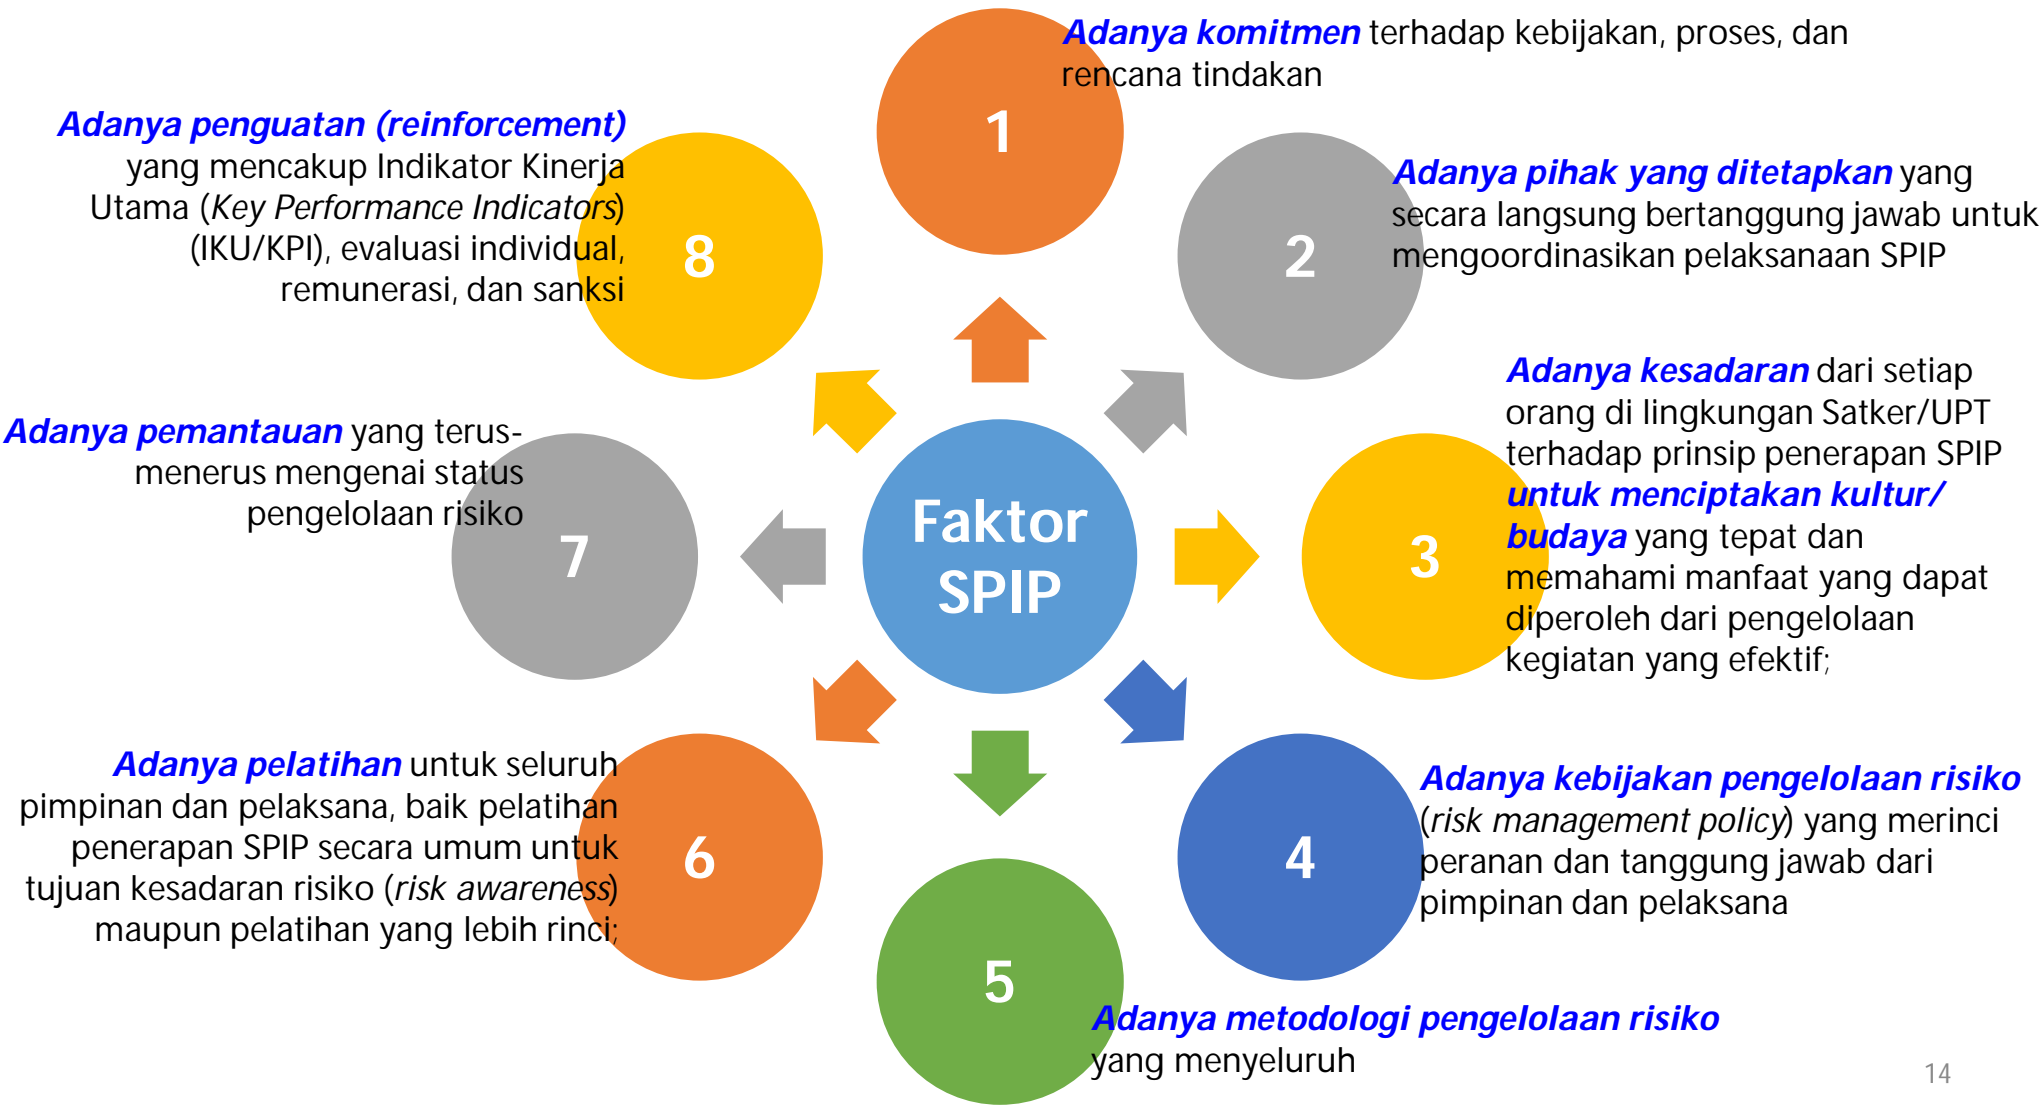 Adanya komitmen terhadap kebijakan, proses, dan
rencana tindakan
1
Adanya pihak yang ditetapkan yang
secara langsung bertanggung jawab untuk
mengoordinasikan pelaksanaan SPIP
2
Adanya kesadaran dari setiap
orang di lingkungan Satker/UPT
terhadap prinsip penerapan SPIP
untuk menciptakan kultur/
budaya yang tepat dan
memahami manfaat yang dapat
diperoleh dari pengelolaan
kegiatan yang efektif;
3
Adanya kebijakan pengelolaan risiko
(risk management policy) yang merinci
peranan dan tanggung jawab dari
pimpinan dan pelaksana
4
Adanya metodologi pengelolaan risiko
yang menyeluruh
5
Adanya pelatihan untuk seluruh
pimpinan dan pelaksana, baik pelatihan
penerapan SPIP secara umum untuk
tujuan kesadaran risiko (risk awareness)
maupun pelatihan yang lebih rinci;
6
Adanya pemantauan yang terus-
menerus mengenai status
pengelolaan risiko
7
Adanya penguatan (reinforcement)
yang mencakup Indikator Kinerja
Utama (Key Performance Indicators)
(IKU/KPI), evaluasi individual,
remunerasi, dan sanksi
8
Faktor
SPIP
14